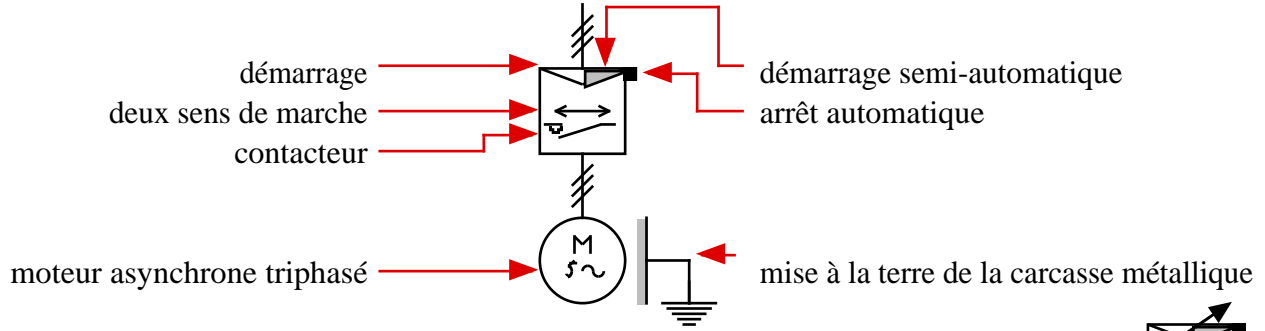 démarrage
démarrage semi-automatique
deux sens de marche
arrêt automatique
contacteur
M
moteur asynchrone triphasé
mise à la terre de la carcasse métallique